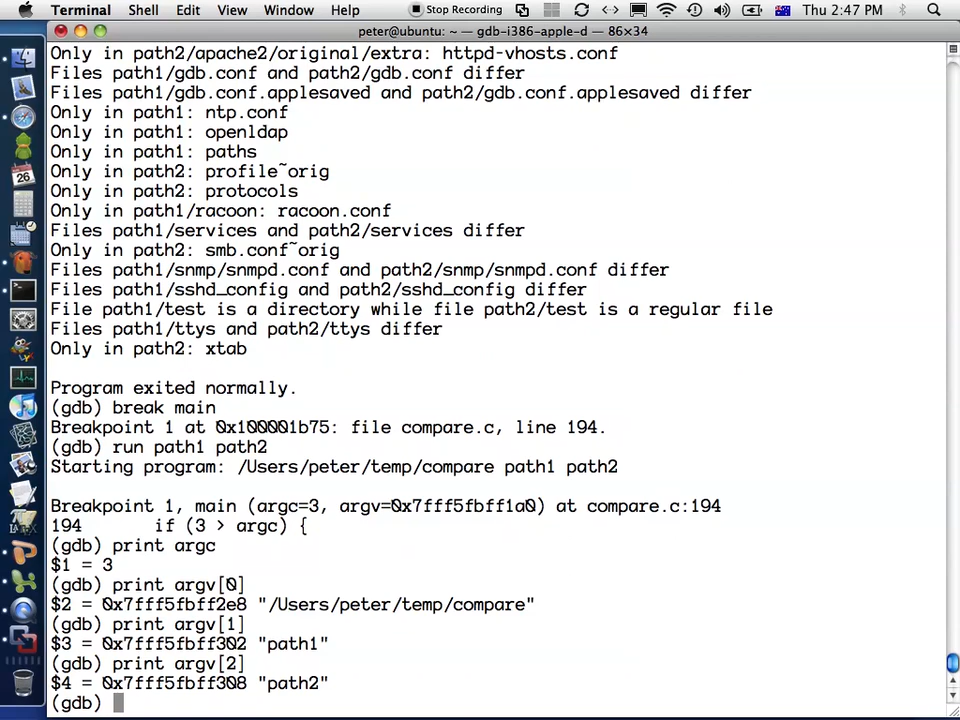 Terminal Shell Edit View Window Help Stop Recording Thu 2:47 PM
peter@ubuntu: ~ — gdb-i386-apple-d — 86×34
Only in path2/apache2/original/extra: httpd-vhosts.conf
Files path1/gdb.conf and path2/gdb.conf differ
Files path1/gdb.conf.applesaved and path2/gdb.conf.applesaved differ
Only in path1: ntp.conf
Only in path1: openldap
Only in path1: paths
Only in path2: profile~orig
Only in path2: protocols
Only in path1/racoon: racoon.conf
Files path1/services and path2/services differ
Only in path2: smb.conf~orig
Files path1/snmp/snmpd.conf and path2/snmp/snmpd.conf differ
Files path1/sshd_config and path2/sshd_config differ
File path1/test is a directory while file path2/test is a regular file
Files path1/ttys and path2/ttys differ
Only in path2: xtab
Program exited normally.
(gdb) break main
Breakpoint 1 at 0x100001b75: file compare.c, line 194.
(gdb) run path1 path2
Starting program: /Users/peter/temp/compare path1 path2
Breakpoint 1, main (argc=3, argv=0x7fff5fbff1a0) at compare.c:194
194 if (3 > argc) {
(gdb) print argc
$1 = 3
(gdb) print argv[0]
$2 = 0x7fff5fbff2e8 "/Users/peter/temp/compare"
(gdb) print argv[1]
$3 = 0x7fff5fbff302 "path1"
(gdb) print argv[2]
$4 = 0x7fff5fbff308 "path2"
(gdb)
26